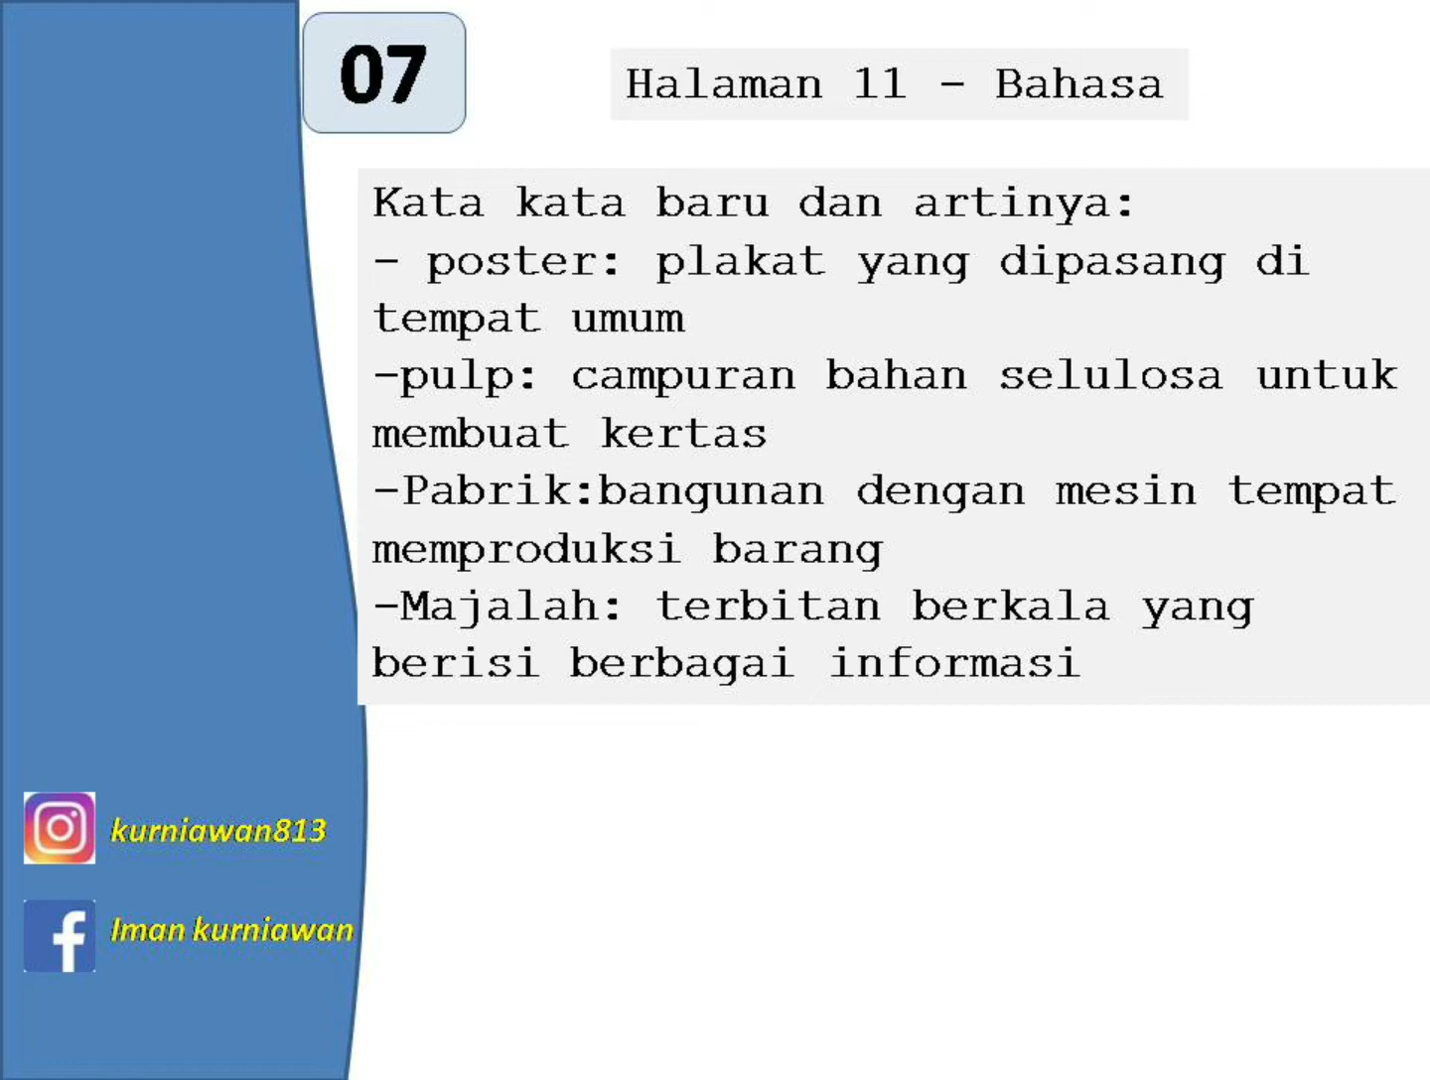 07
Halaman 11 - Bahasa
Kata kata baru dan artinya:
- poster: plakat yang dipasang di
tempat umum
-pulp: campuran bahan selulosa untuk
membuat kertas
-Pabrik:bangunan dengan mesin tempat
memproduksi barang
-Majalah: terbitan berkala yang
berisi berbagai informasi
kurniawan813
Iman kurniawan